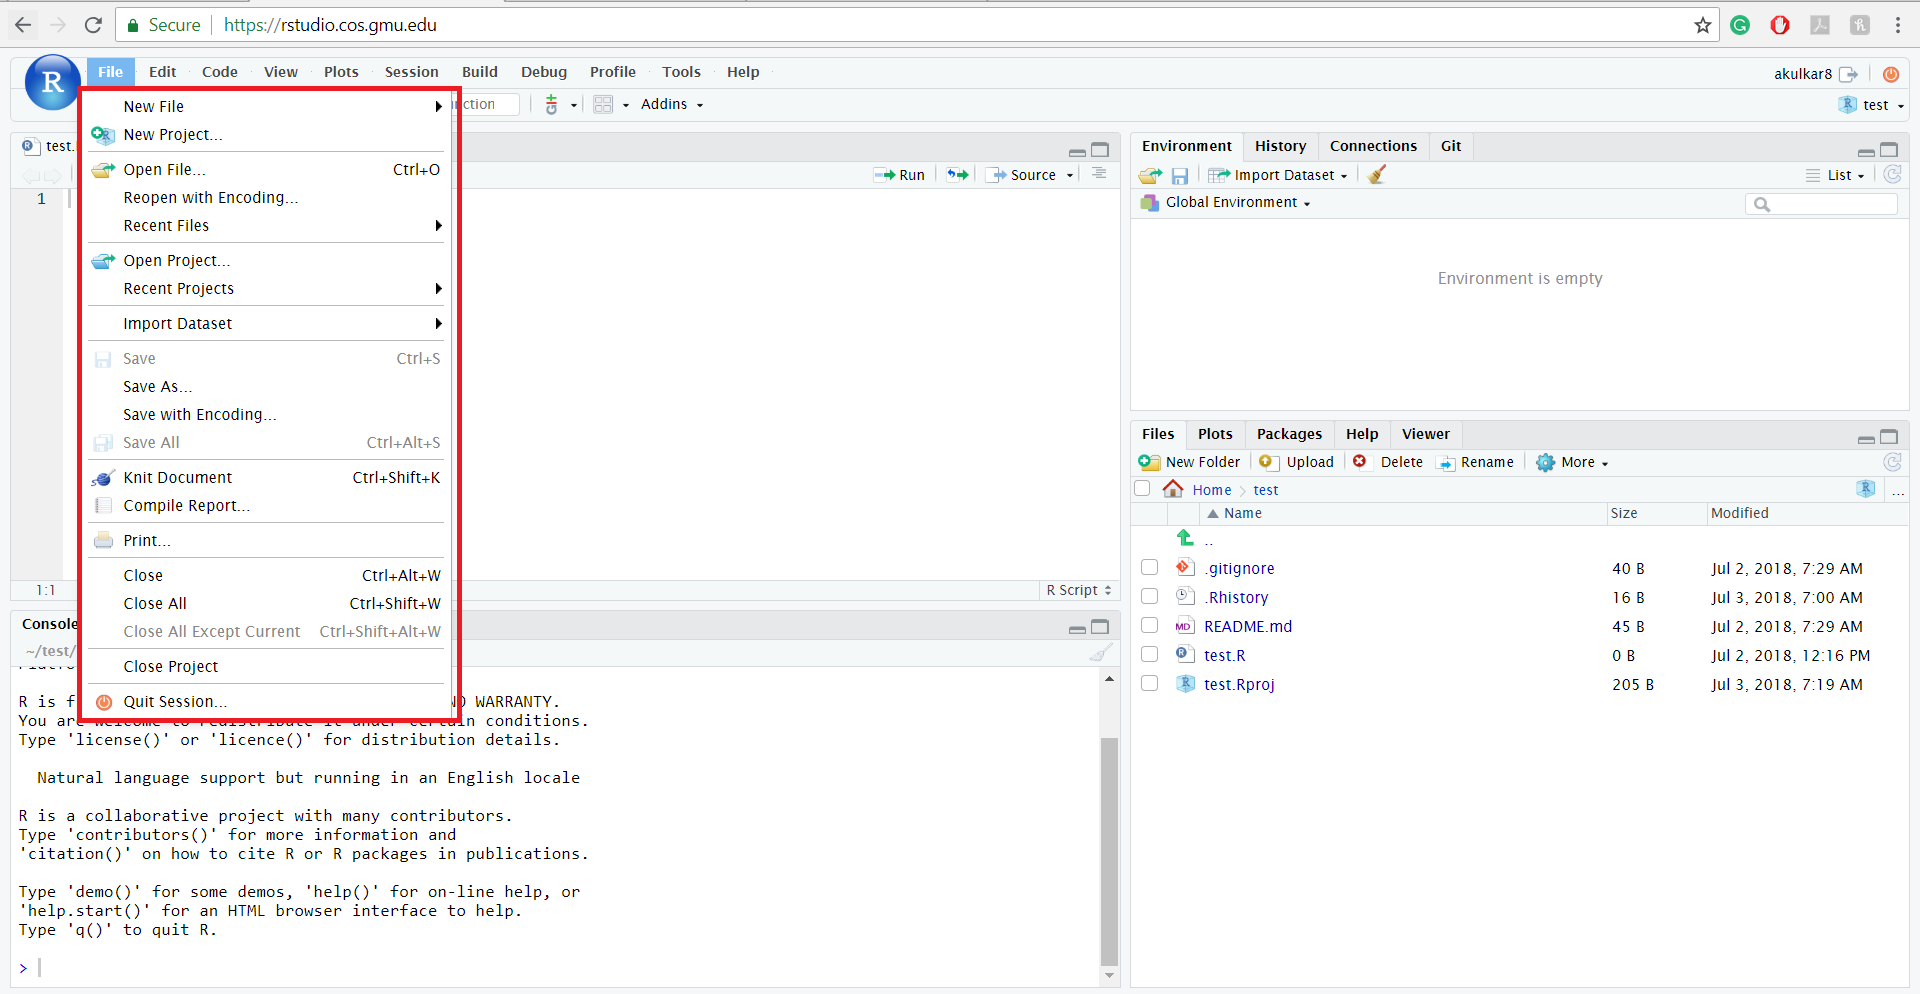 Secure https://rstudio.cos.gmu.edu
R File Edit Code View Plots Session Build Debug Profile Tools Help akulkar8
Addins test
New File
New Project...
Open File... Ctrl+O
Reopen with Encoding...
Recent Files
Open Project...
Recent Projects
Import Dataset
Save Ctrl+S
Save As...
Save with Encoding...
Save All Ctrl+Alt+S
Knit Document Ctrl+Shift+K
Compile Report...
Print...
Close Ctrl+Alt+W
Close All Ctrl+Shift+W
Close All Except Current Ctrl+Shift+Alt+W
Close Project
Quit Session...
test.
Run Source
1
1:1 R Script
Console
~/test/
R is f NO WARRANTY.
You are welcome to redistribute it under certain conditions.
Type 'license()' or 'licence()' for distribution details.
Natural language support but running in an English locale
R is a collaborative project with many contributors.
Type 'contributors()' for more information and
'citation()' on how to cite R or R packages in publications.
Type 'demo()' for some demos, 'help()' for on-line help, or
'help.start()' for an HTML browser interface to help.
Type 'q()' to quit R.
>
Environment History Connections Git
Import Dataset List
Global Environment
Environment is empty
Files Plots Packages Help Viewer
New Folder Upload Delete Rename More
Home test ...
Name Size Modified
..
.gitignore 40 B Jul 2, 2018, 7:29 AM
.Rhistory 16 B Jul 3, 2018, 7:00 AM
README.md 45 B Jul 2, 2018, 7:29 AM
test.R 0 B Jul 2, 2018, 12:16 PM
test.Rproj 205 B Jul 3, 2018, 7:19 AM